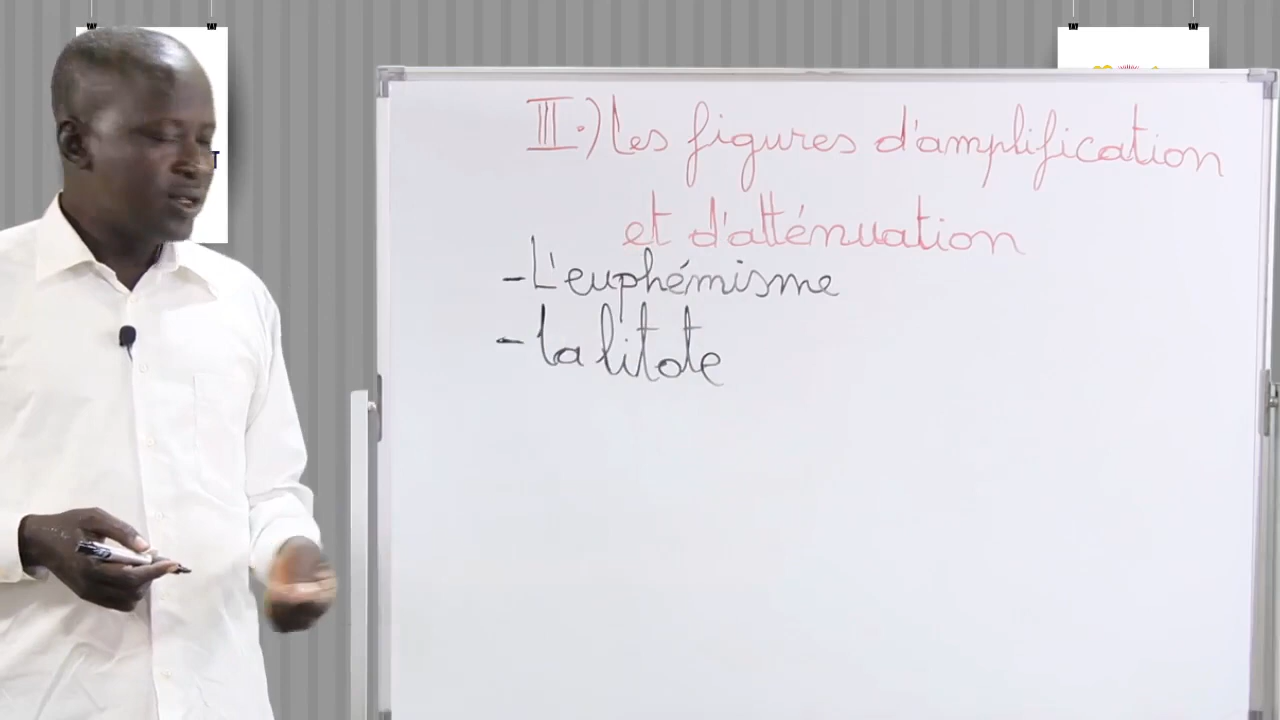 III.) Les figures d'amplification
et d'atténuation
- L'euphémisme
- La litote